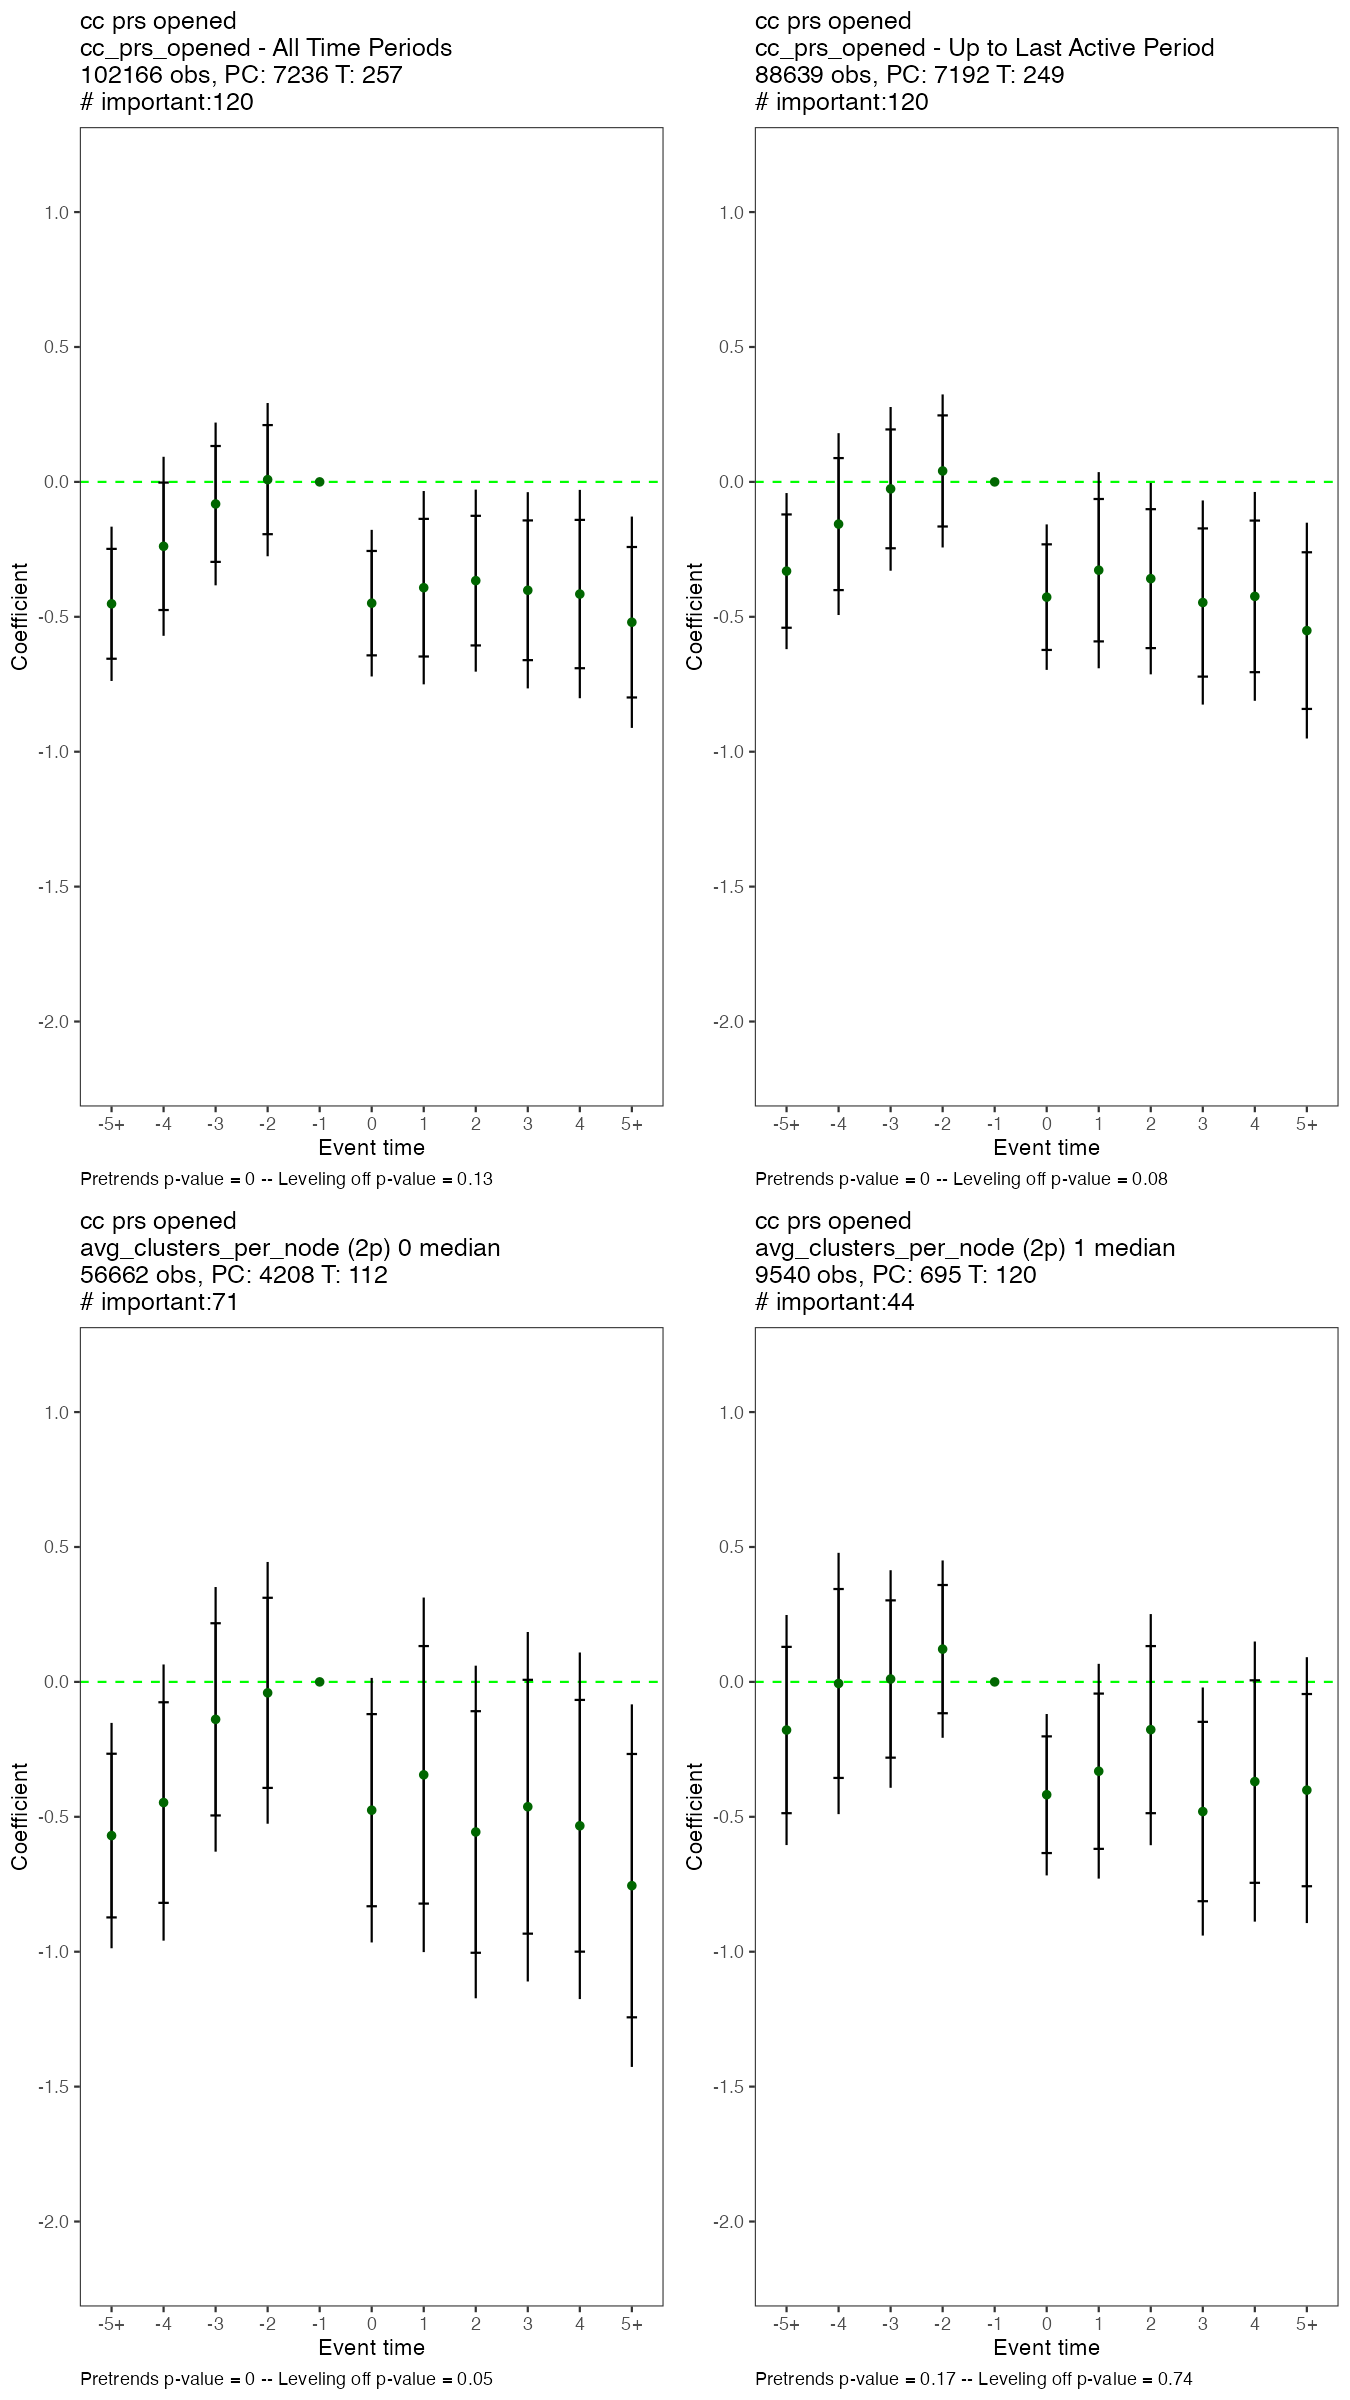 cc prs opened
cc_prs_opened - All Time Periods
102166 obs, PC: 7236 T: 257
# important:120
1.0
0.5
0.0
-0.5
-1.0
-1.5
-2.0
Coefficient
-5+ -4 -3 -2 -1 0 1 2 3 4 5+
Event time
Pretrends p-value = 0 -- Leveling off p-value = 0.13
cc prs opened
cc_prs_opened - Up to Last Active Period
88639 obs, PC: 7192 T: 249
# important:120
1.0
0.5
0.0
-0.5
-1.0
-1.5
-2.0
Coefficient
-5+ -4 -3 -2 -1 0 1 2 3 4 5+
Event time
Pretrends p-value = 0 -- Leveling off p-value = 0.08
cc prs opened
avg_clusters_per_node (2p) 0 median
56662 obs, PC: 4208 T: 112
# important:71
1.0
0.5
0.0
-0.5
-1.0
-1.5
-2.0
Coefficient
-5+ -4 -3 -2 -1 0 1 2 3 4 5+
Event time
Pretrends p-value = 0 -- Leveling off p-value = 0.05
cc prs opened
avg_clusters_per_node (2p) 1 median
9540 obs, PC: 695 T: 120
# important:44
1.0
0.5
0.0
-0.5
-1.0
-1.5
-2.0
Coefficient
-5+ -4 -3 -2 -1 0 1 2 3 4 5+
Event time
Pretrends p-value = 0.17 -- Leveling off p-value = 0.74